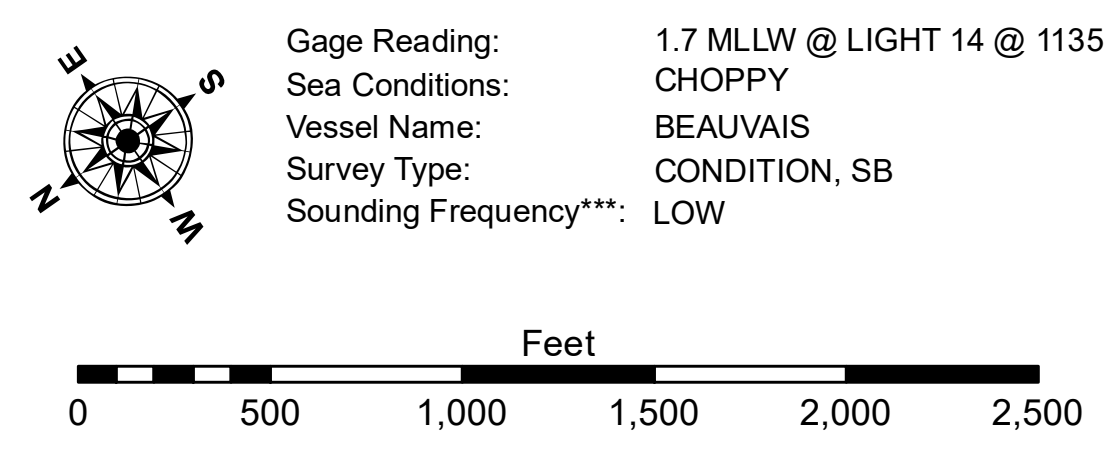 E
S
N
W
Gage Reading: 1.7 MLLW @ LIGHT 14 @ 1135
Sea Conditions: CHOPPY
Vessel Name: BEAUVAIS
Survey Type: CONDITION, SB
Sounding Frequency***: LOW
Feet
0 500 1,000 1,500 2,000 2,500